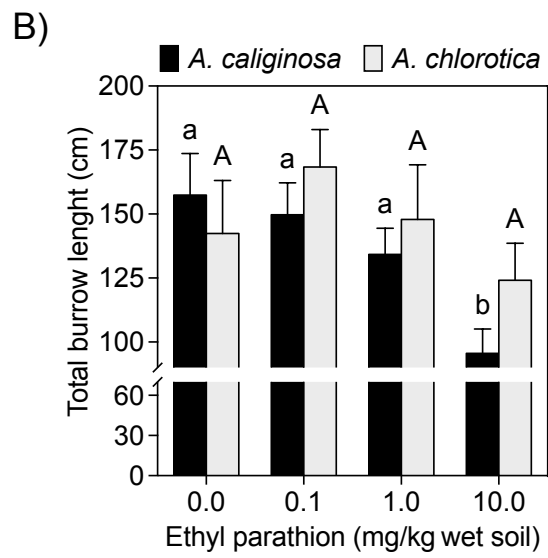 B)
A. caliginosa A. chlorotica
Total burrow lenght (cm)
200
175
150
125
100
60
30
0
a A a A a A b A
0.0 0.1 1.0 10.0
Ethyl parathion (mg/kg wet soil)